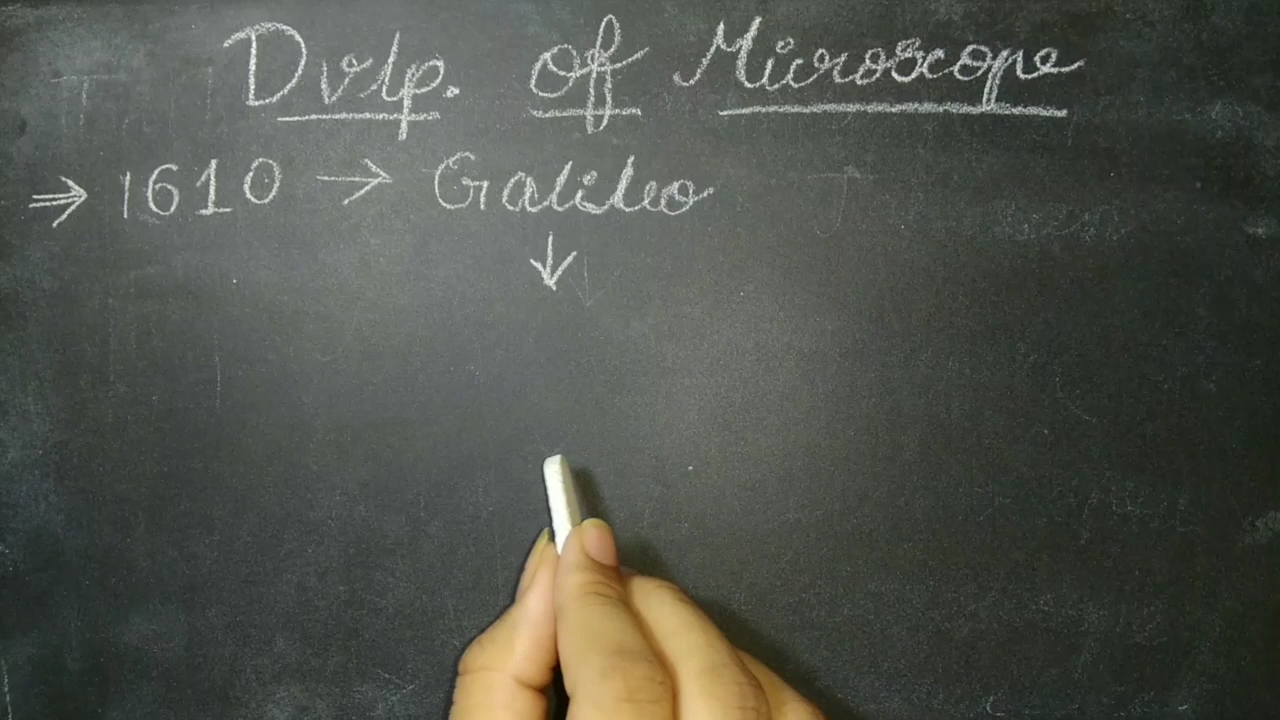 Dvlp. of Microscope
⇒ 1610 → Galileo
↓